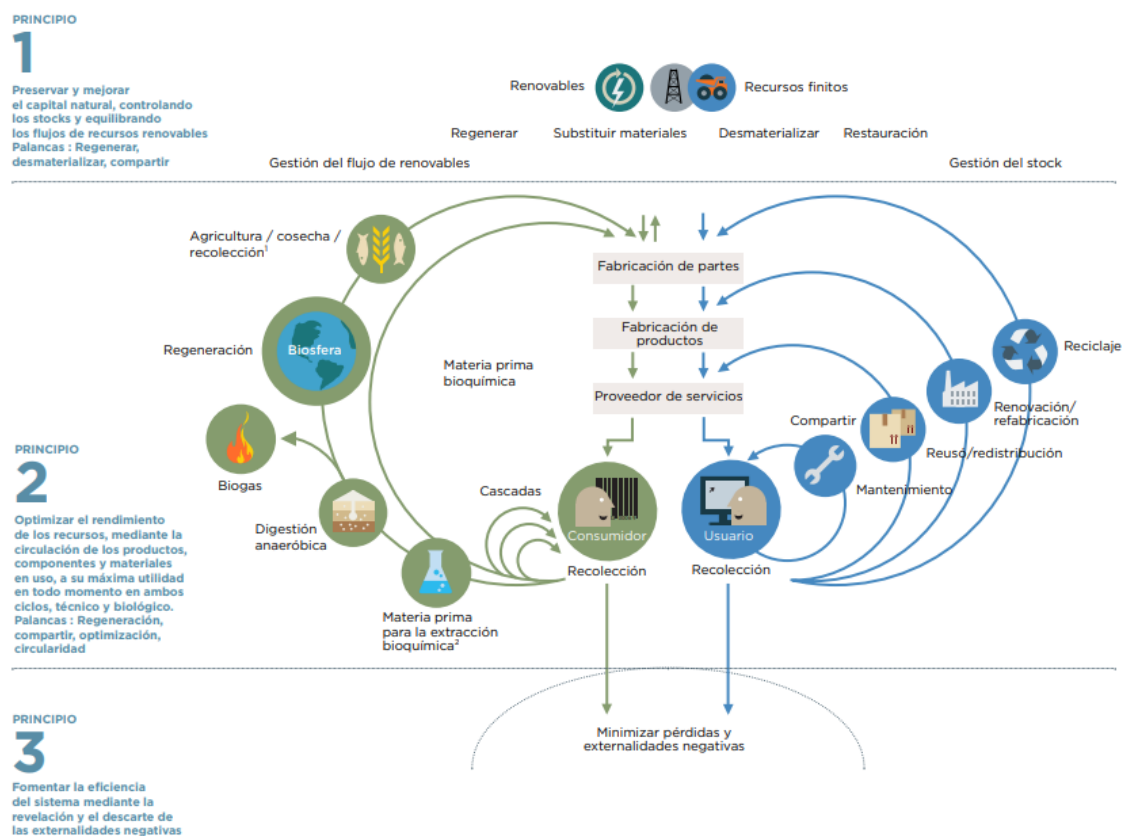 PRINCIPIO
1
Preservar y mejorar
el capital natural, controlando
los stocks y equilibrando
los flujos de recursos renovables
Palancas : Regenerar,
desmaterializar, compartir
Renovables
Recursos finitos
Regenerar
Substituir materiales
Desmaterializar
Restauración
Gestión del flujo de renovables
Gestión del stock
Agricultura / cosecha /
recolección¹
Regeneración
Biosfera
Biogas
Digestión
anaeróbica
Materia prima
para la extracción
bioquímica²
Materia prima
bioquímica
Cascadas
Fabricación de partes
Fabricación de
productos
Proveedor de servicios
Consumidor
Recolección
Usuario
Recolección
Compartir
Mantenimiento
Reuso/redistribución
Renovación/
refabricación
Reciclaje
PRINCIPIO
2
Optimizar el rendimiento
de los recursos, mediante la
circulación de los productos,
componentes y materiales
en uso, a su máxima utilidad
en todo momento en ambos
ciclos, técnico y biológico.
Palancas : Regeneración,
compartir, optimización,
circularidad
PRINCIPIO
3
Fomentar la eficiencia
del sistema mediante la
revelación y el descarte de
las externalidades negativas
Minimizar pérdidas y
externalidades negativas